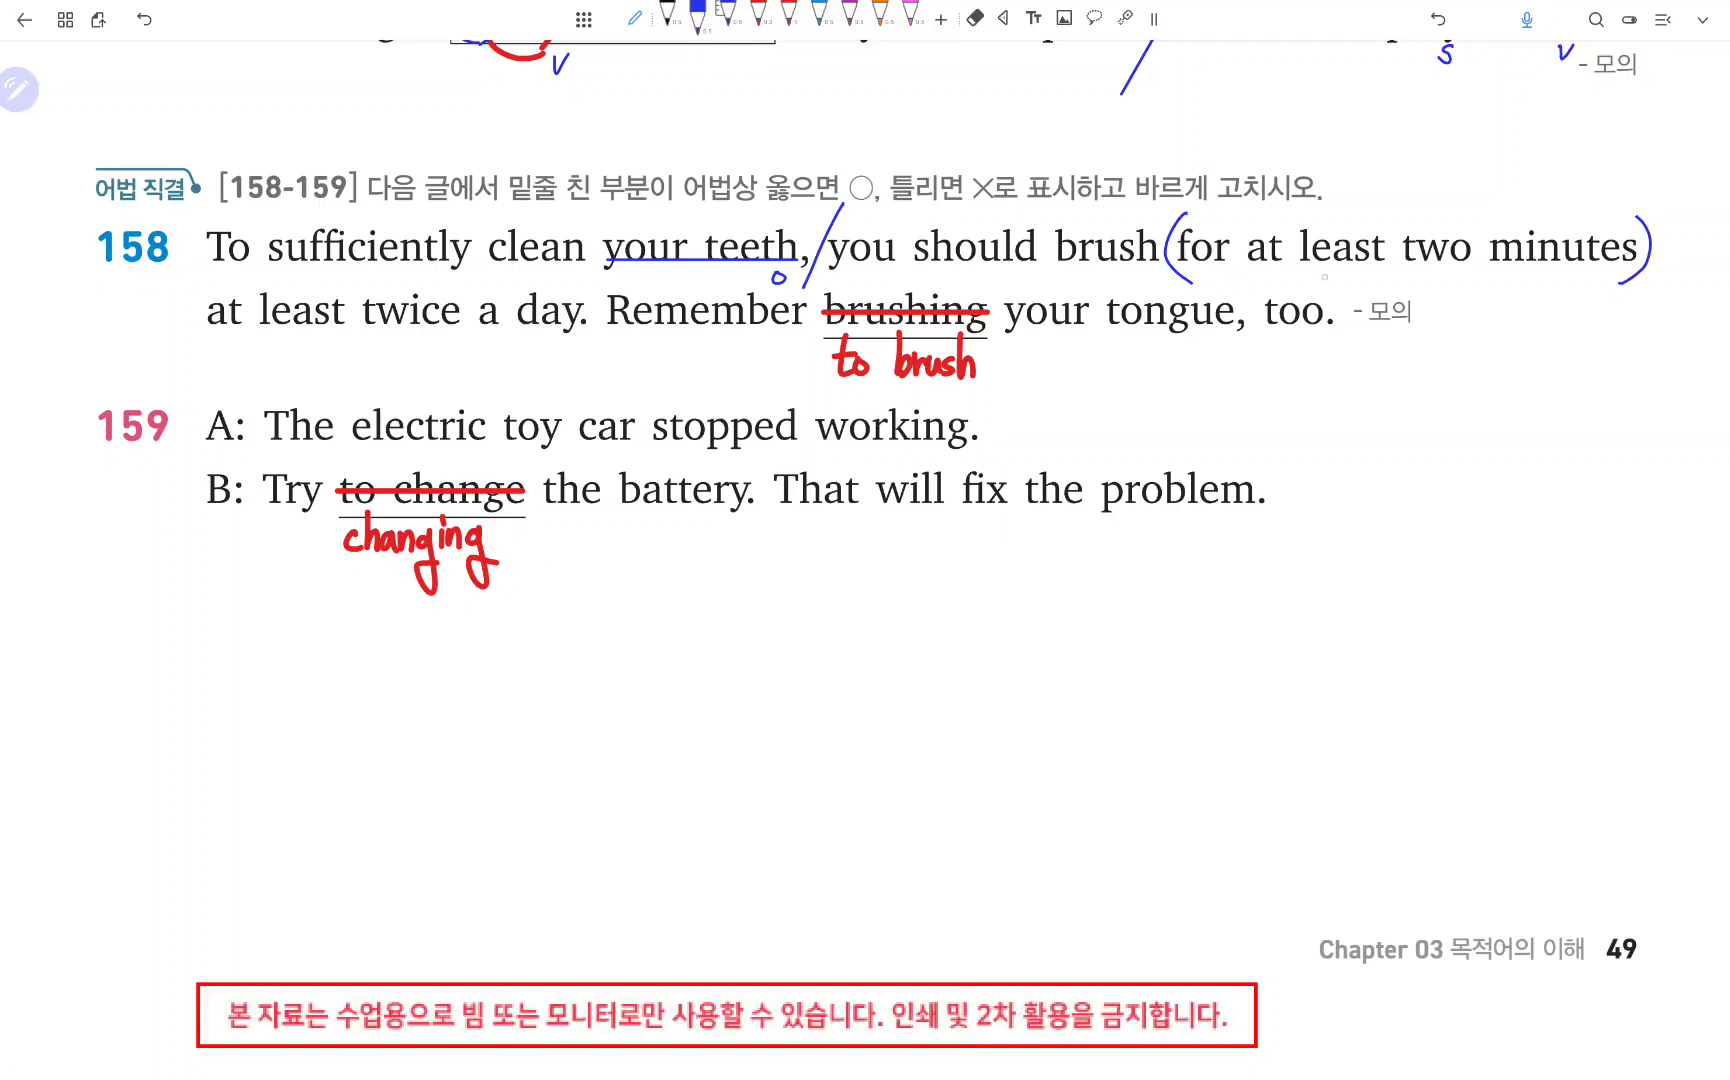 V
S
V
- 모의
어법 직결 [158-159] 다음 글에서 밑줄 친 부분이 어법상 옳으면 ○, 틀리면 ×로 표시하고 바르게 고치시오.
158 To sufficiently clean your teeth, you should brush (for at least two minutes)
o
at least twice a day. Remember brushing your tongue, too. - 모의
to brush
159 A: The electric toy car stopped working.
B: Try to change the battery. That will fix the problem.
changing
Chapter 03 목적어의 이해 49
본 자료는 수업용으로 빔 또는 모니터로만 사용할 수 있습니다. 인쇄 및 2차 활용을 금지합니다.